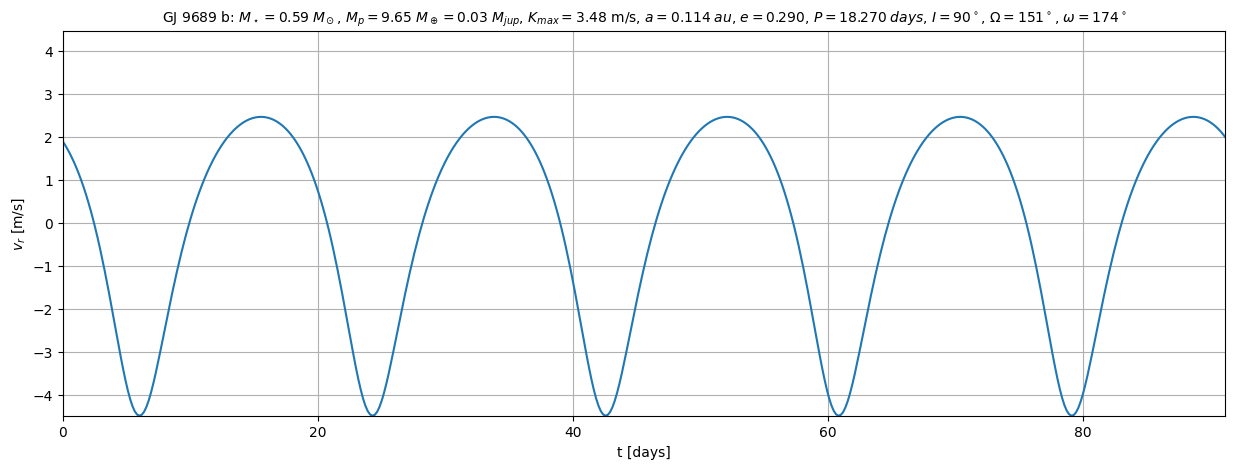 GJ 9689 b: M⋆ = 0.59 M⊙, Mp = 9.65 M⊕ = 0.03 Mjup, Kmax = 3.48 m/s, a = 0.114 au, e = 0.290, P = 18.270 days, I = 90°, Ω = 151°, ω = 174°
4
3
2
1
0
−1
−2
−3
−4
vr [m/s]
0 20 40 60 80
t [days]